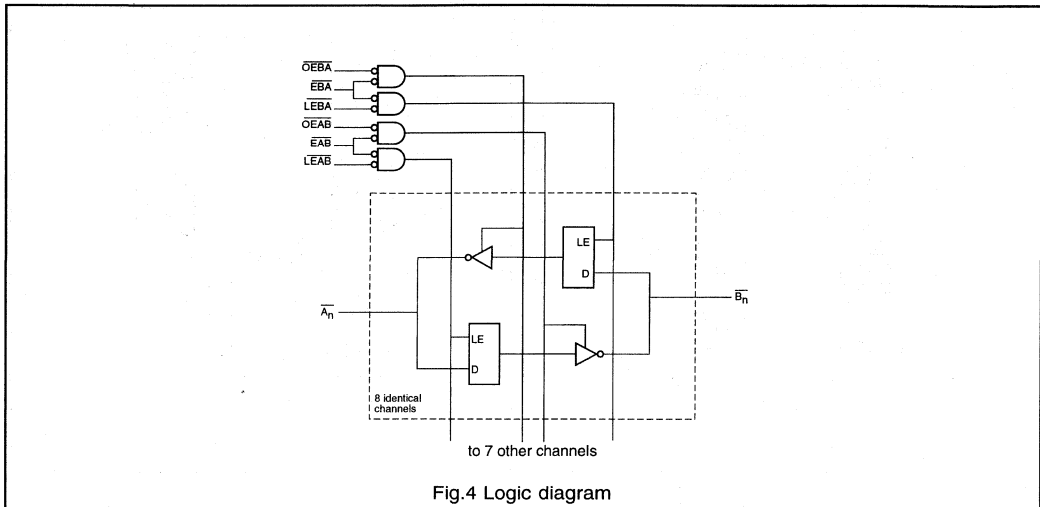 OEBA
EBA
LEBA
OEAB
EAB
LEAB
LE
D
An
Bn
LE
D
8 identical
channels
to 7 other channels
Fig.4 Logic diagram